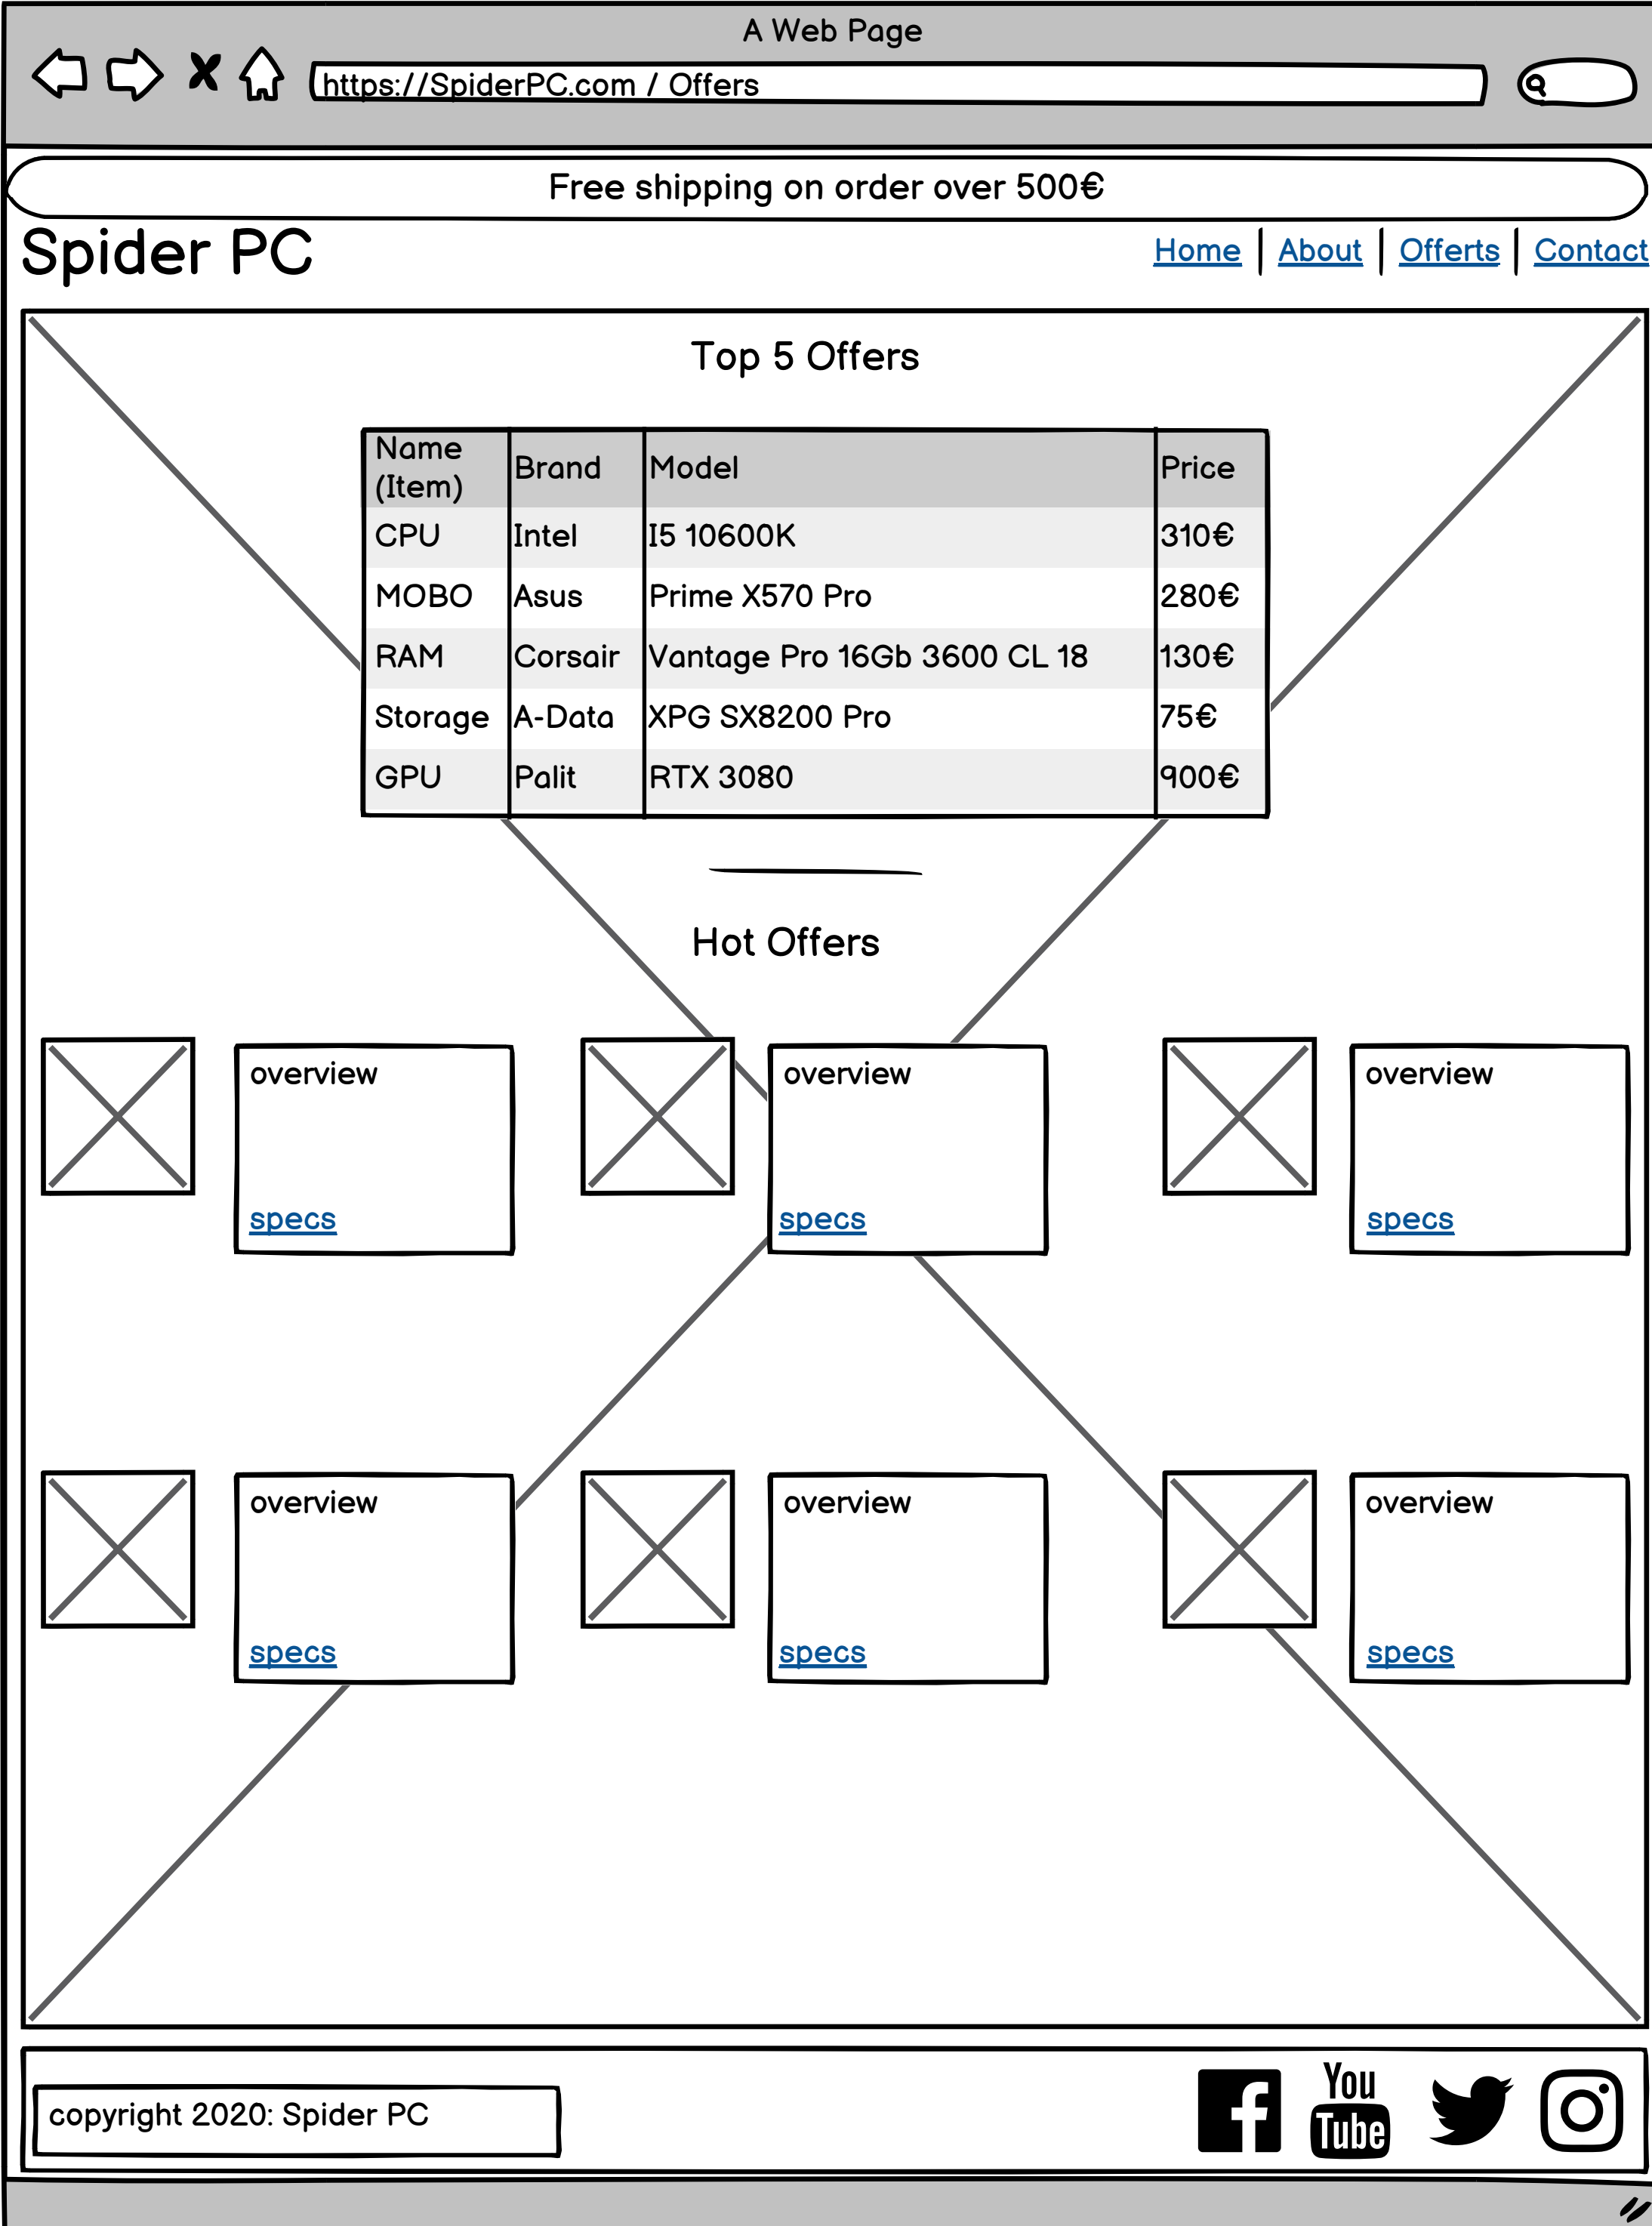 A Web Page
https://SpiderPC.com / Offers
Free shipping on order over 500€
Spider PC
Home | About | Offerts | Contact
Top 5 Offers
Name (Item) Brand Model Price
CPU Intel I5 10600K 310€
MOBO Asus Prime X570 Pro 280€
RAM Corsair Vantage Pro 16Gb 3600 CL 18 130€
Storage A-Data XPG SX8200 Pro 75€
GPU Palit RTX 3080 900€
Hot Offers
overview overview overview
specs specs specs
overview overview overview
specs specs specs
copyright 2020: Spider PC
You
Tube